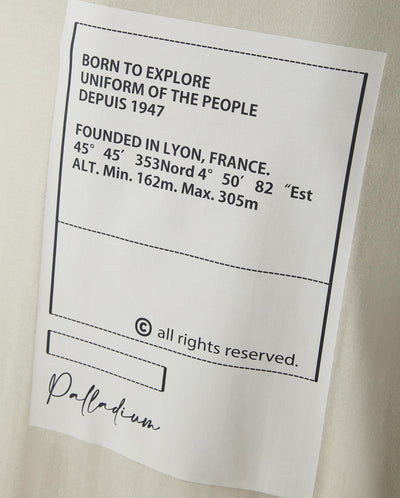 BORN TO EXPLORE
UNIFORM OF THE PEOPLE
DEPUIS 1947
FOUNDED IN LYON, FRANCE.
45° 45′ 353Nord 4° 50′ 82 “Est
ALT. Min. 162m. Max. 305m
© all rights reserved.
Palladium